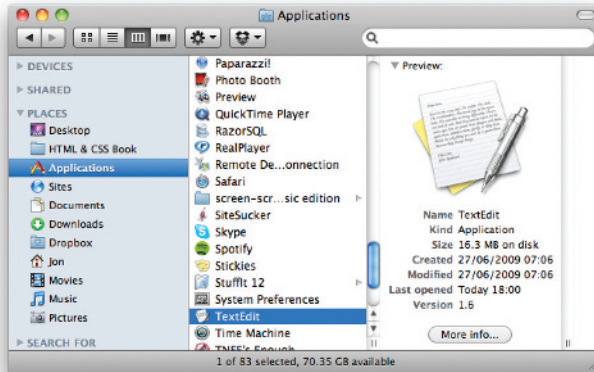 Applications
DEVICES
SHARED
PLACES
Desktop
HTML & CSS Book
Applications
Sites
Documents
Downloads
Dropbox
Jon
Movies
Music
Pictures
SEARCH FOR
Paparazzi!
Photo Booth
Preview
QuickTime Player
RazorSQL
RealPlayer
Remote De...onnection
Safari
screen-scr...sic edition
SiteSucker
Skype
Spotify
Stickies
StuffIt 12
System Preferences
TextEdit
Time Machine
TNEF's Enough
Preview:
Name TextEdit
Kind Application
Size 16.3 MB on disk
Created 27/06/2009 07:06
Modified 27/06/2009 07:06
Last opened Today 18:00
Version 1.6
More info...
1 of 83 selected, 70.35 GB available